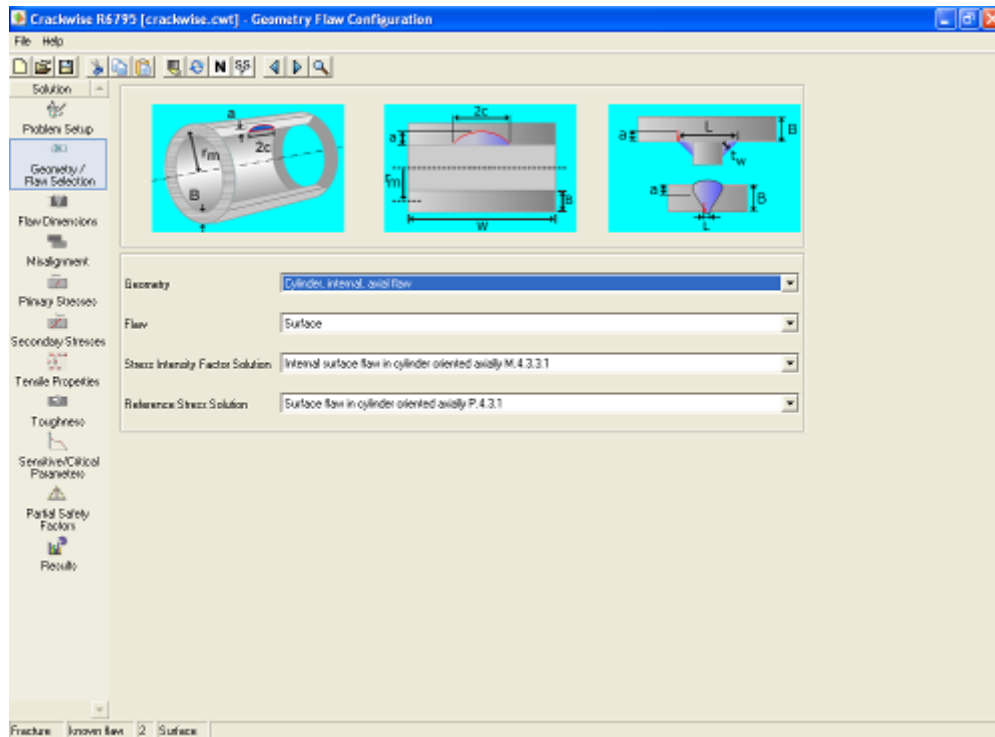 Crackwise R6795 [crackwise.cwt] - Geometry Flaw Configuration
File Help
N
Solution
Problem Setup
Geometry /
Flaw Selection
Flaw Dimensions
Misalignment
Primary Stresses
Secondary Stresses
Tensile Properties
Toughness
Sensitive/Critical
Parameters
Partial Safety
Factors
Results
a
rm
2c
B
2c
a
rm
B
W
a
L
B
tw
a
B
L
Geometry Cylinder, internal, axial flaw
Flaw Surface
Stress Intensity Factor Solution Internal surface flaw in cylinder oriented axially M.4.3.3.1
Reference Stress Solution Surface flaw in cylinder oriented axially P.4.3.1
Fracture known flaw 2 Surface